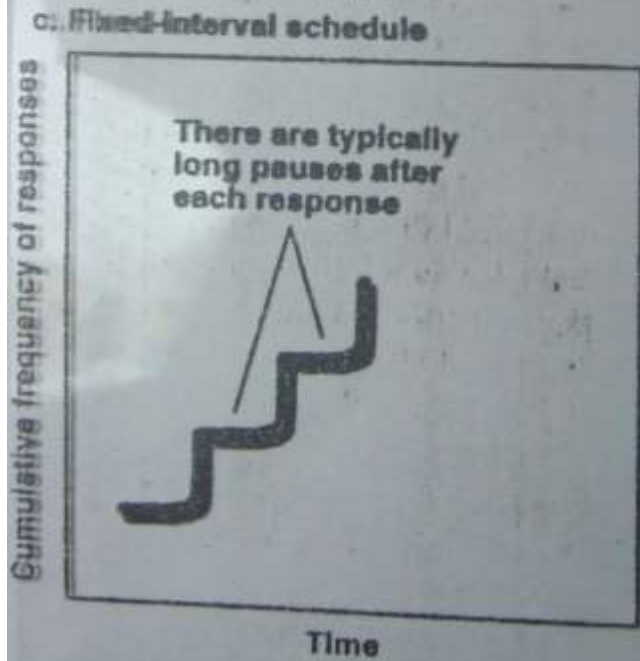 c. Fixed-interval schedule
Cumulative frequency of responses
There are typically
long pauses after
each response
Time